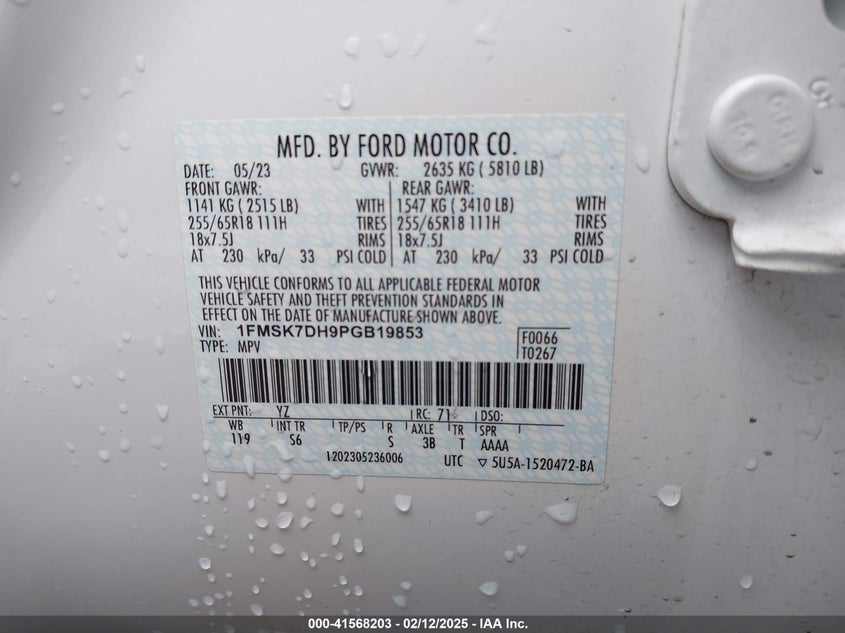 MFD. BY FORD MOTOR CO.
DATE: 05/23 GVWR: 2635 KG ( 5810 LB)
FRONT GAWR: REAR GAWR:
1141 KG ( 2515 LB) WITH 1547 KG ( 3410 LB) WITH
255/65R18 111H TIRES 255/65R18 111H TIRES
18x7.5J RIMS 18x7.5J RIMS
AT 230 kPa/ 33 PSI COLD AT 230 kPa/ 33 PSI COLD
THIS VEHICLE CONFORMS TO ALL APPLICABLE FEDERAL MOTOR
VEHICLE SAFETY AND THEFT PREVENTION STANDARDS IN
EFFECT ON THE DATE OF MANUFACTURE SHOWN ABOVE.
VIN: 1FMSK7DH9PGB19853 F0066
TYPE: MPV T0267
EXT PNT: YZ RC: 71 DSO:
WB INT TR TP/PS R AXLE TR SPR
119 S6 S 3B T AAAA
1202305236006 UTC ▽ 5U5A-1520472-BA
000-41568203 - 02/12/2025 - IAA Inc.